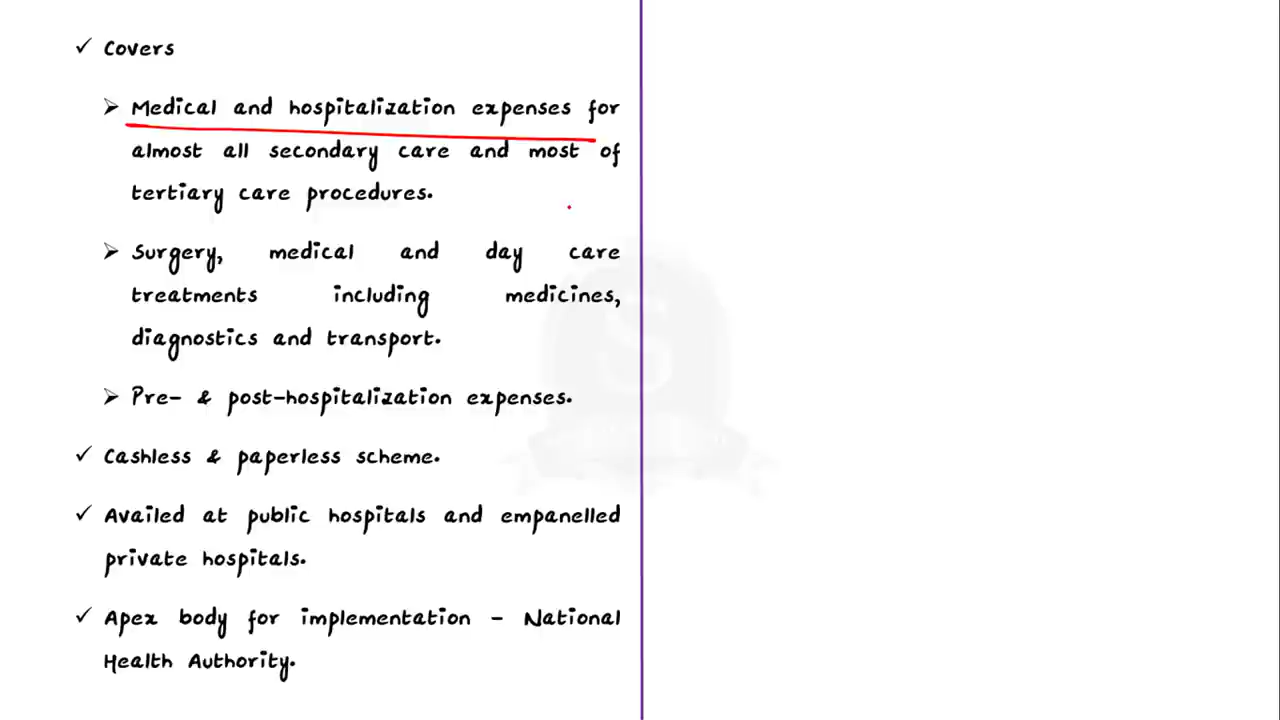 ✓ Covers
➢ Medical and hospitalization expenses for
almost all secondary care and most of
tertiary care procedures.
➢ Surgery, medical and day care
treatments including medicines,
diagnostics and transport.
➢ Pre- & post-hospitalization expenses.
✓ Cashless & paperless scheme.
✓ Availed at public hospitals and empanelled
private hospitals.
✓ Apex body for implementation - National
Health Authority.